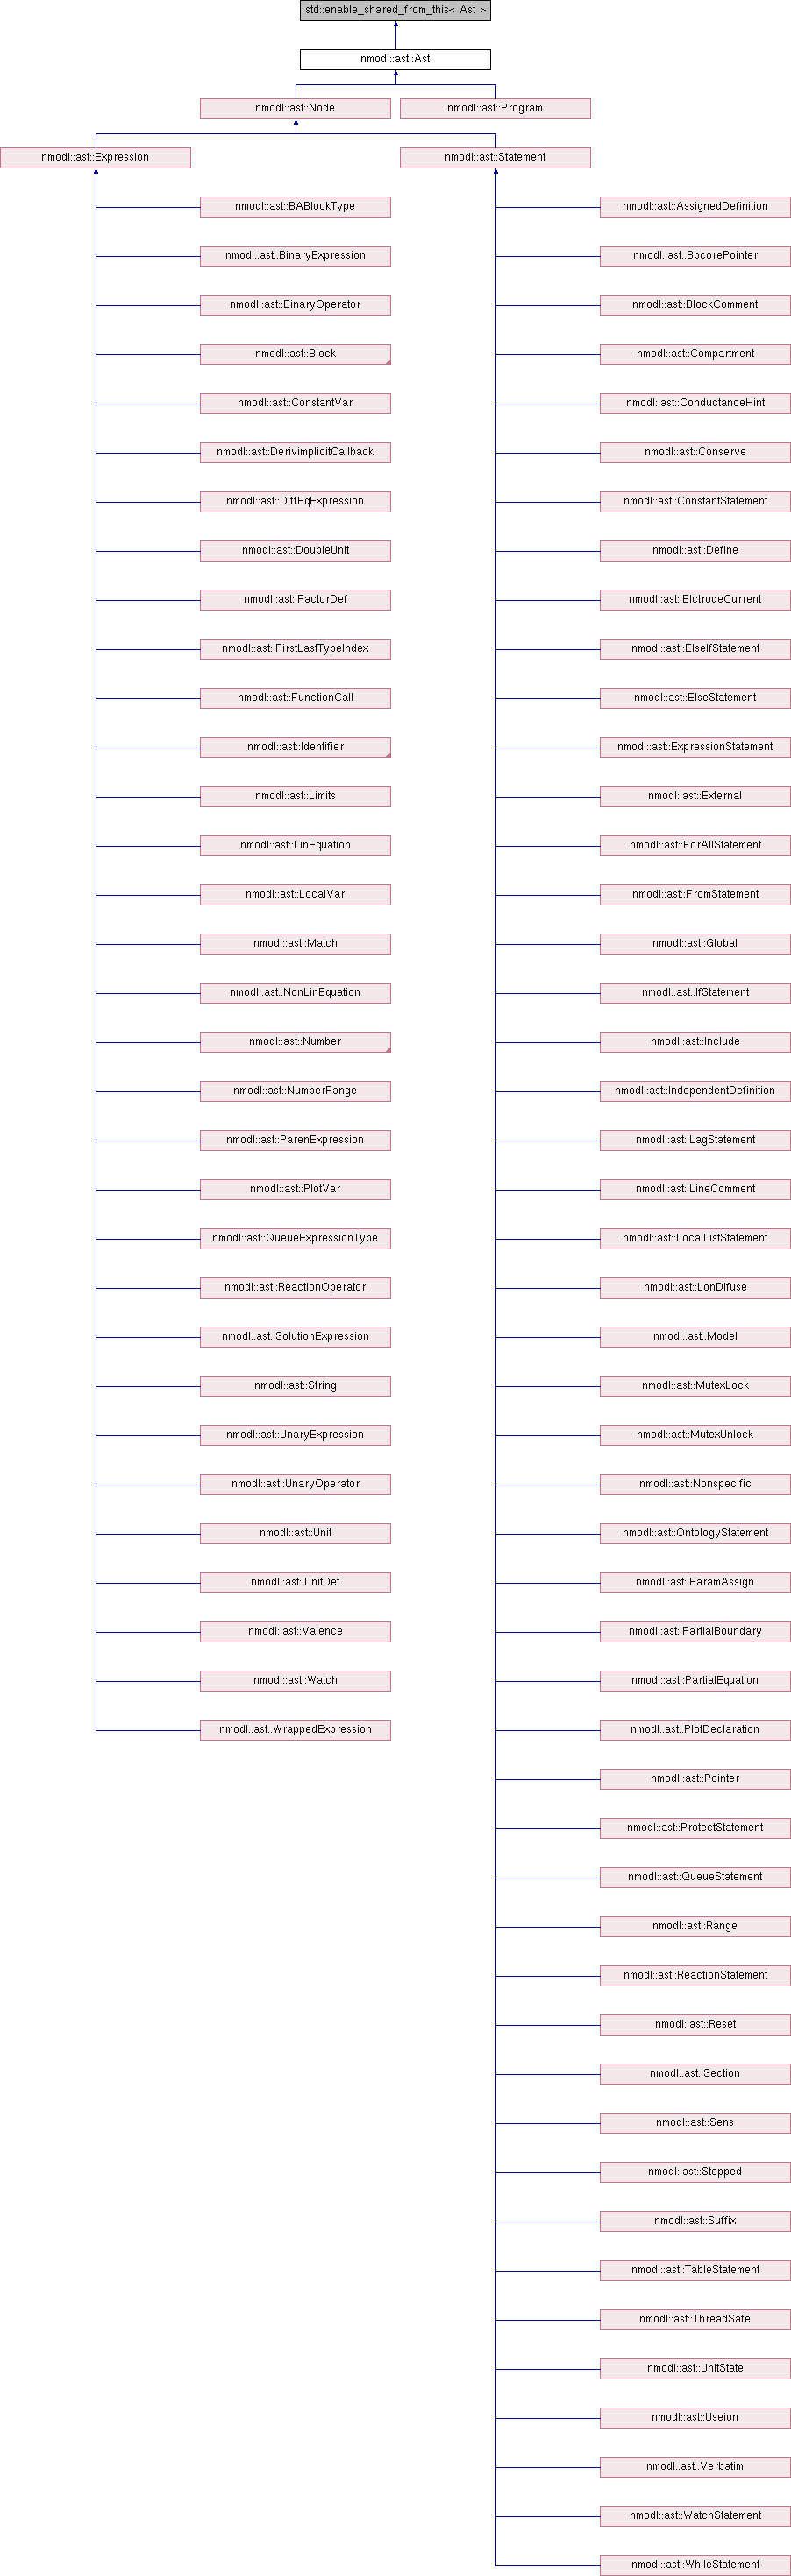 std::enable_shared_from_this< Ast >
nmodl::ast::Ast
nmodl::ast::Node
nmodl::ast::Program
nmodl::ast::Expression
nmodl::ast::Statement
nmodl::ast::BABlockType
nmodl::ast::AssignedDefinition
nmodl::ast::BinaryExpression
nmodl::ast::BbcorePointer
nmodl::ast::BinaryOperator
nmodl::ast::BlockComment
nmodl::ast::Block
nmodl::ast::Compartment
nmodl::ast::ConstantVar
nmodl::ast::ConductanceHint
nmodl::ast::DerivimplicitCallback
nmodl::ast::Conserve
nmodl::ast::DiffEqExpression
nmodl::ast::ConstantStatement
nmodl::ast::DoubleUnit
nmodl::ast::Define
nmodl::ast::FactorDef
nmodl::ast::ElctrodeCurrent
nmodl::ast::FirstLastTypeIndex
nmodl::ast::ElseIfStatement
nmodl::ast::FunctionCall
nmodl::ast::ElseStatement
nmodl::ast::Identifier
nmodl::ast::ExpressionStatement
nmodl::ast::Limits
nmodl::ast::External
nmodl::ast::LinEquation
nmodl::ast::ForAllStatement
nmodl::ast::LocalVar
nmodl::ast::FromStatement
nmodl::ast::Match
nmodl::ast::Global
nmodl::ast::NonLinEquation
nmodl::ast::IfStatement
nmodl::ast::Number
nmodl::ast::Include
nmodl::ast::NumberRange
nmodl::ast::IndependentDefinition
nmodl::ast::ParenExpression
nmodl::ast::LagStatement
nmodl::ast::PlotVar
nmodl::ast::LineComment
nmodl::ast::QueueExpressionType
nmodl::ast::LocalListStatement
nmodl::ast::ReactionOperator
nmodl::ast::LonDifuse
nmodl::ast::SolutionExpression
nmodl::ast::Model
nmodl::ast::String
nmodl::ast::MutexLock
nmodl::ast::UnaryExpression
nmodl::ast::MutexUnlock
nmodl::ast::UnaryOperator
nmodl::ast::Nonspecific
nmodl::ast::Unit
nmodl::ast::OntologyStatement
nmodl::ast::UnitDef
nmodl::ast::ParamAssign
nmodl::ast::Valence
nmodl::ast::PartialBoundary
nmodl::ast::Watch
nmodl::ast::PartialEquation
nmodl::ast::WrappedExpression
nmodl::ast::PlotDeclaration
nmodl::ast::Pointer
nmodl::ast::ProtectStatement
nmodl::ast::QueueStatement
nmodl::ast::Range
nmodl::ast::ReactionStatement
nmodl::ast::Reset
nmodl::ast::Section
nmodl::ast::Sens
nmodl::ast::Stepped
nmodl::ast::Suffix
nmodl::ast::TableStatement
nmodl::ast::ThreadSafe
nmodl::ast::UnitState
nmodl::ast::Useion
nmodl::ast::Verbatim
nmodl::ast::WatchStatement
nmodl::ast::WhileStatement